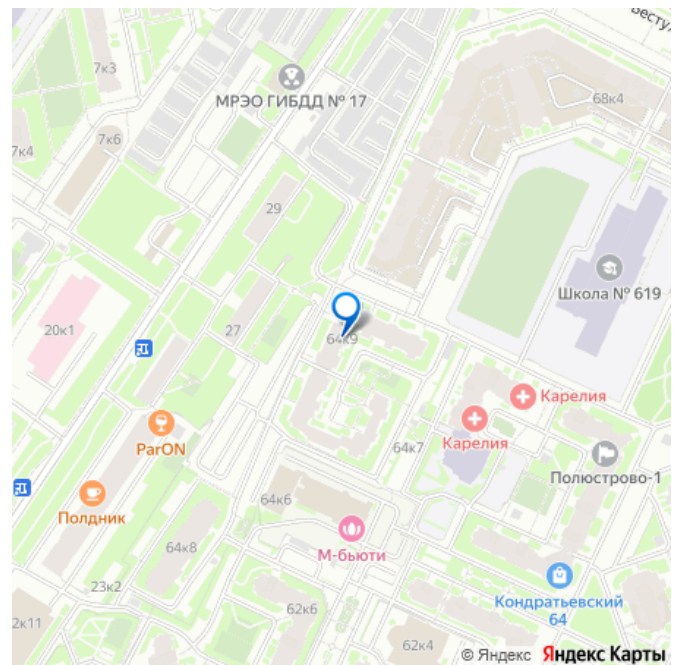 Бесту
7к3
МРЭО ГИБДД № 17
68к4
7к6
7к4
29
Школа № 619
64к9
20к1
27
Карелия
ParON
Карелия
64к7
Полюстрово-1
Полдник
64к6
М-бьюти
64к8
Кондратьевский
64
23к2
62к6
2к11
62к4
© Яндекс Яндекс Карты